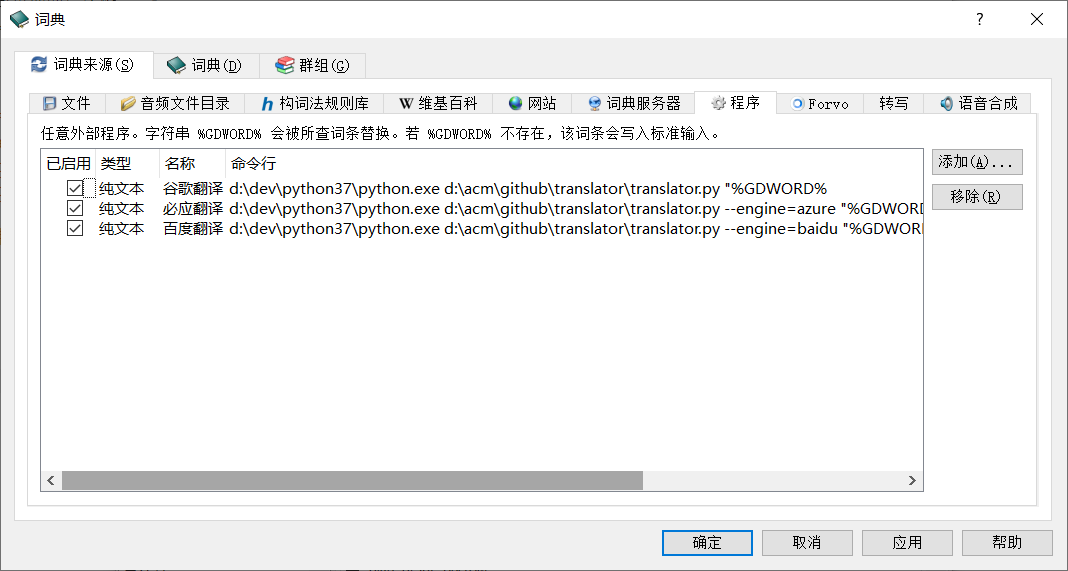 词典
词典来源(S) 词典(D) 群组(G)
文件 音频文件目录 构词法规则库 维基百科 网站 词典服务器 程序 Forvo 转写 语音合成
任意外部程序。字符串 %GDWORD% 会被所查词条替换。若 %GDWORD% 不存在，该词条会写入标准输入。
已启用 类型 名称 命令行
纯文本 谷歌翻译 d:\dev\python37\python.exe d:\acm\github\translator\translator.py "%GDWORD%
纯文本 必应翻译 d:\dev\python37\python.exe d:\acm\github\translator\translator.py --engine=azure "%GDWORD
纯文本 百度翻译 d:\dev\python37\python.exe d:\acm\github\translator\translator.py --engine=baidu "%GDWOR
添加(A)...
移除(R)
确定 取消 应用 帮助